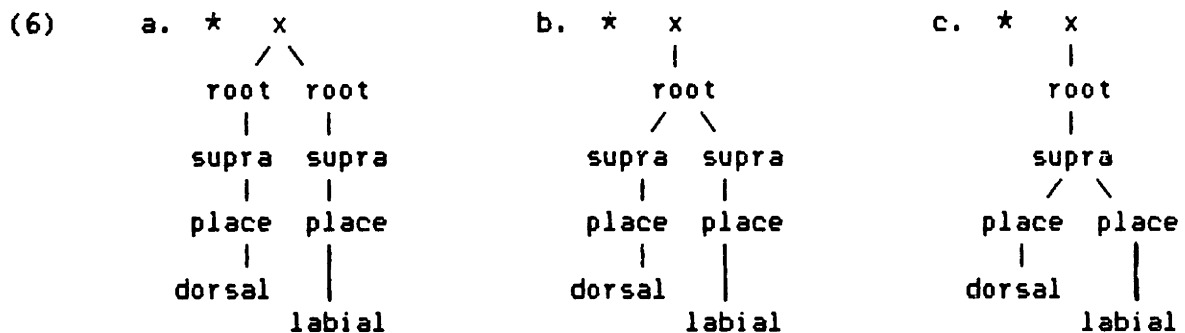 (6) a. * x b. * x c. * x
root root root root
supra supra supra supra supra
place place place place place place
dorsal dorsal dorsal
labial labial labial